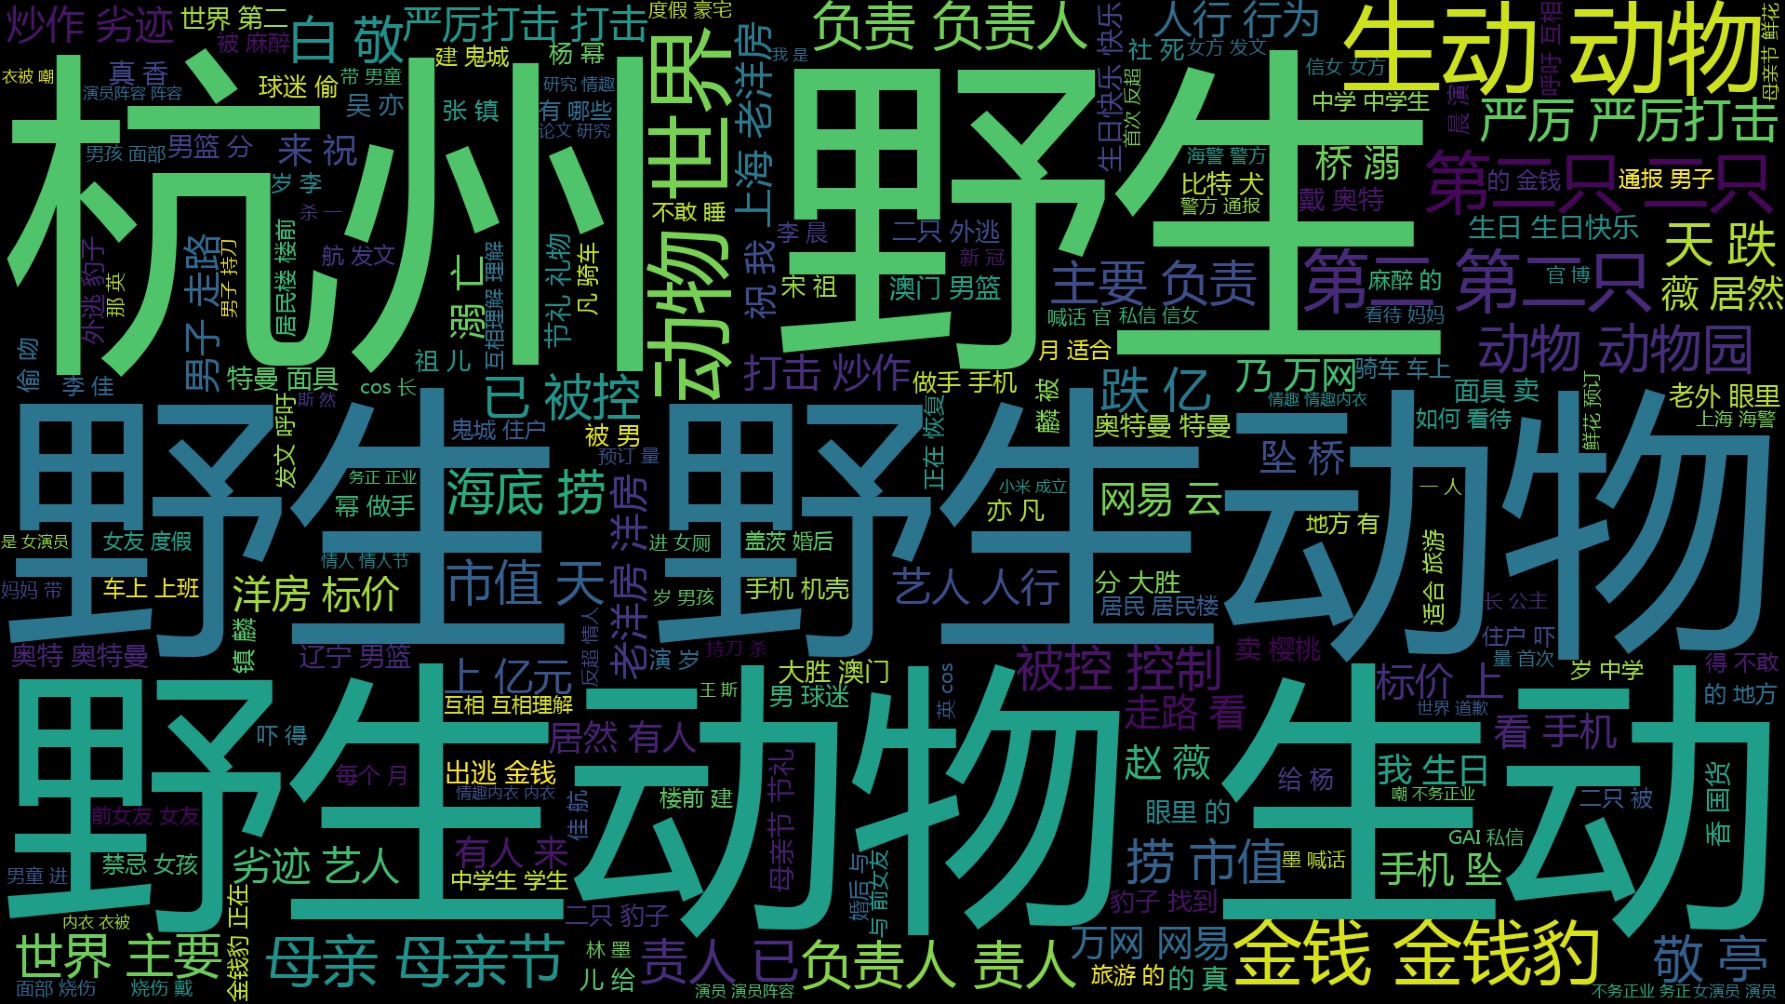 炒作 劣迹
世界 第二
被 麻醉
白 敬
严厉打击 打击
度假 豪宅
负责 负责人
人行 行为
生动 动物
衣被 嘲
真香
演员阵容 阵容
球迷 偷
带 男童
建 鬼城
杨 幂
我 是
研究 情趣
有 哪些
论文 研究
吴 亦
张 镇
社 死
女方 发文
信女 女方
呼吁 互相
母亲节 鲜花
中学 中学生
晨 演
严厉 严厉打击
杭州 野生
世界
动物 世界
上海 老洋房
生日快乐 快乐
首次 反超
男孩 面部
男篮 分
来 祝
岁 李
杀 一
航 发文
不敢 睡
祝 我
李 晨
二只 外逃
新 冠
宋 祖
澳门 男篮
海警 警方
比特 犬
警方 通报
桥 溺
戴 奥特
第二只 二只
的 金钱
通报 男子
生日 生日快乐
天 跌
主要 负责
第二 第二只
麻醉 的
官 博
薇 居然
喊话 官
私信 信女
看待 妈妈
外逃 豹子
那 英
男子 走路
男子 持刀
居民楼 楼前
溺 亡
互相理解 理解
节礼 礼物
凡 骑车
祖 儿
偷 吻
李 佳
特曼 面具
斯 然
cos 长
已 被控
打击 炒作
做手 手机
月 适合
跌 亿
乃 万网
骑车 车上
动物 动物园
面具 卖
老外 眼里
情趣 情趣内衣
如何 看待
鲜花 预订
上海 海警
发文 呼吁
鬼城 住户
被 男
预订 量
正在 恢复
麟 被
奥特曼 特曼
坠 桥
野生 野生动物
务正 正业
幂 做手
海底 捞
洋房
小米 成立
亦 凡
网易 云
一 人
地方 有
是 女演员
女友 度假
情人 情人节
进 女厕
盖茨 婚后
妈妈 带
车上 上班
洋房 标价
市值 天
老洋房 洋房
岁 男孩
手机 机壳
艺人 人行
分 大胜
居民 居民楼
适合 旅游
长 公主
奥特 奥特曼
镇 麟
辽宁 男篮
上 亿元
反超 情人
演 岁
持刀 杀
大胜 澳门
被控 控制
卖 樱桃
住户 吓
量 首次
标价 上
岁 中学
得 不敢
的 地方
野生动物 生动
吓 得
互相 互相理解
王 斯
男 球迷
英 cos
走路 看
世界 道歉
每个 月
居然 有人
出逃 金钱
情趣内衣 内衣
赵 薇
给 杨
我 生日
看 手机
嘲 不务正业
二只 被
香 国货
前女友 女友
楼前 建
母亲节 节礼
眼里 的
GAI 私信
禁忌 女孩
男童 进
劣迹 艺人
有人 来
中学生 学生
佳 航
婚后 与
与 前女友
捞 市值
墨 喊话
手机 坠
内衣 衣被
金钱豹 正在
二只 豹子
豹子 找到
世界 主要
面部 烧伤
烧伤 戴
母亲 母亲节
林 墨
儿 给
责人 已
演员 演员阵容
负责人 责人
万网 网易
旅游 的
的 真
金钱 金钱豹
敬 亭
不务正业 务正
女演员 演员